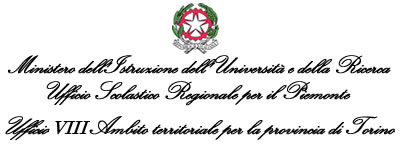 Ministero dell'Istruzione dell'Università e della Ricerca
Ufficio Scolastico Regionale per il Piemonte
Ufficio VIII Ambito territoriale per la provincia di Torino